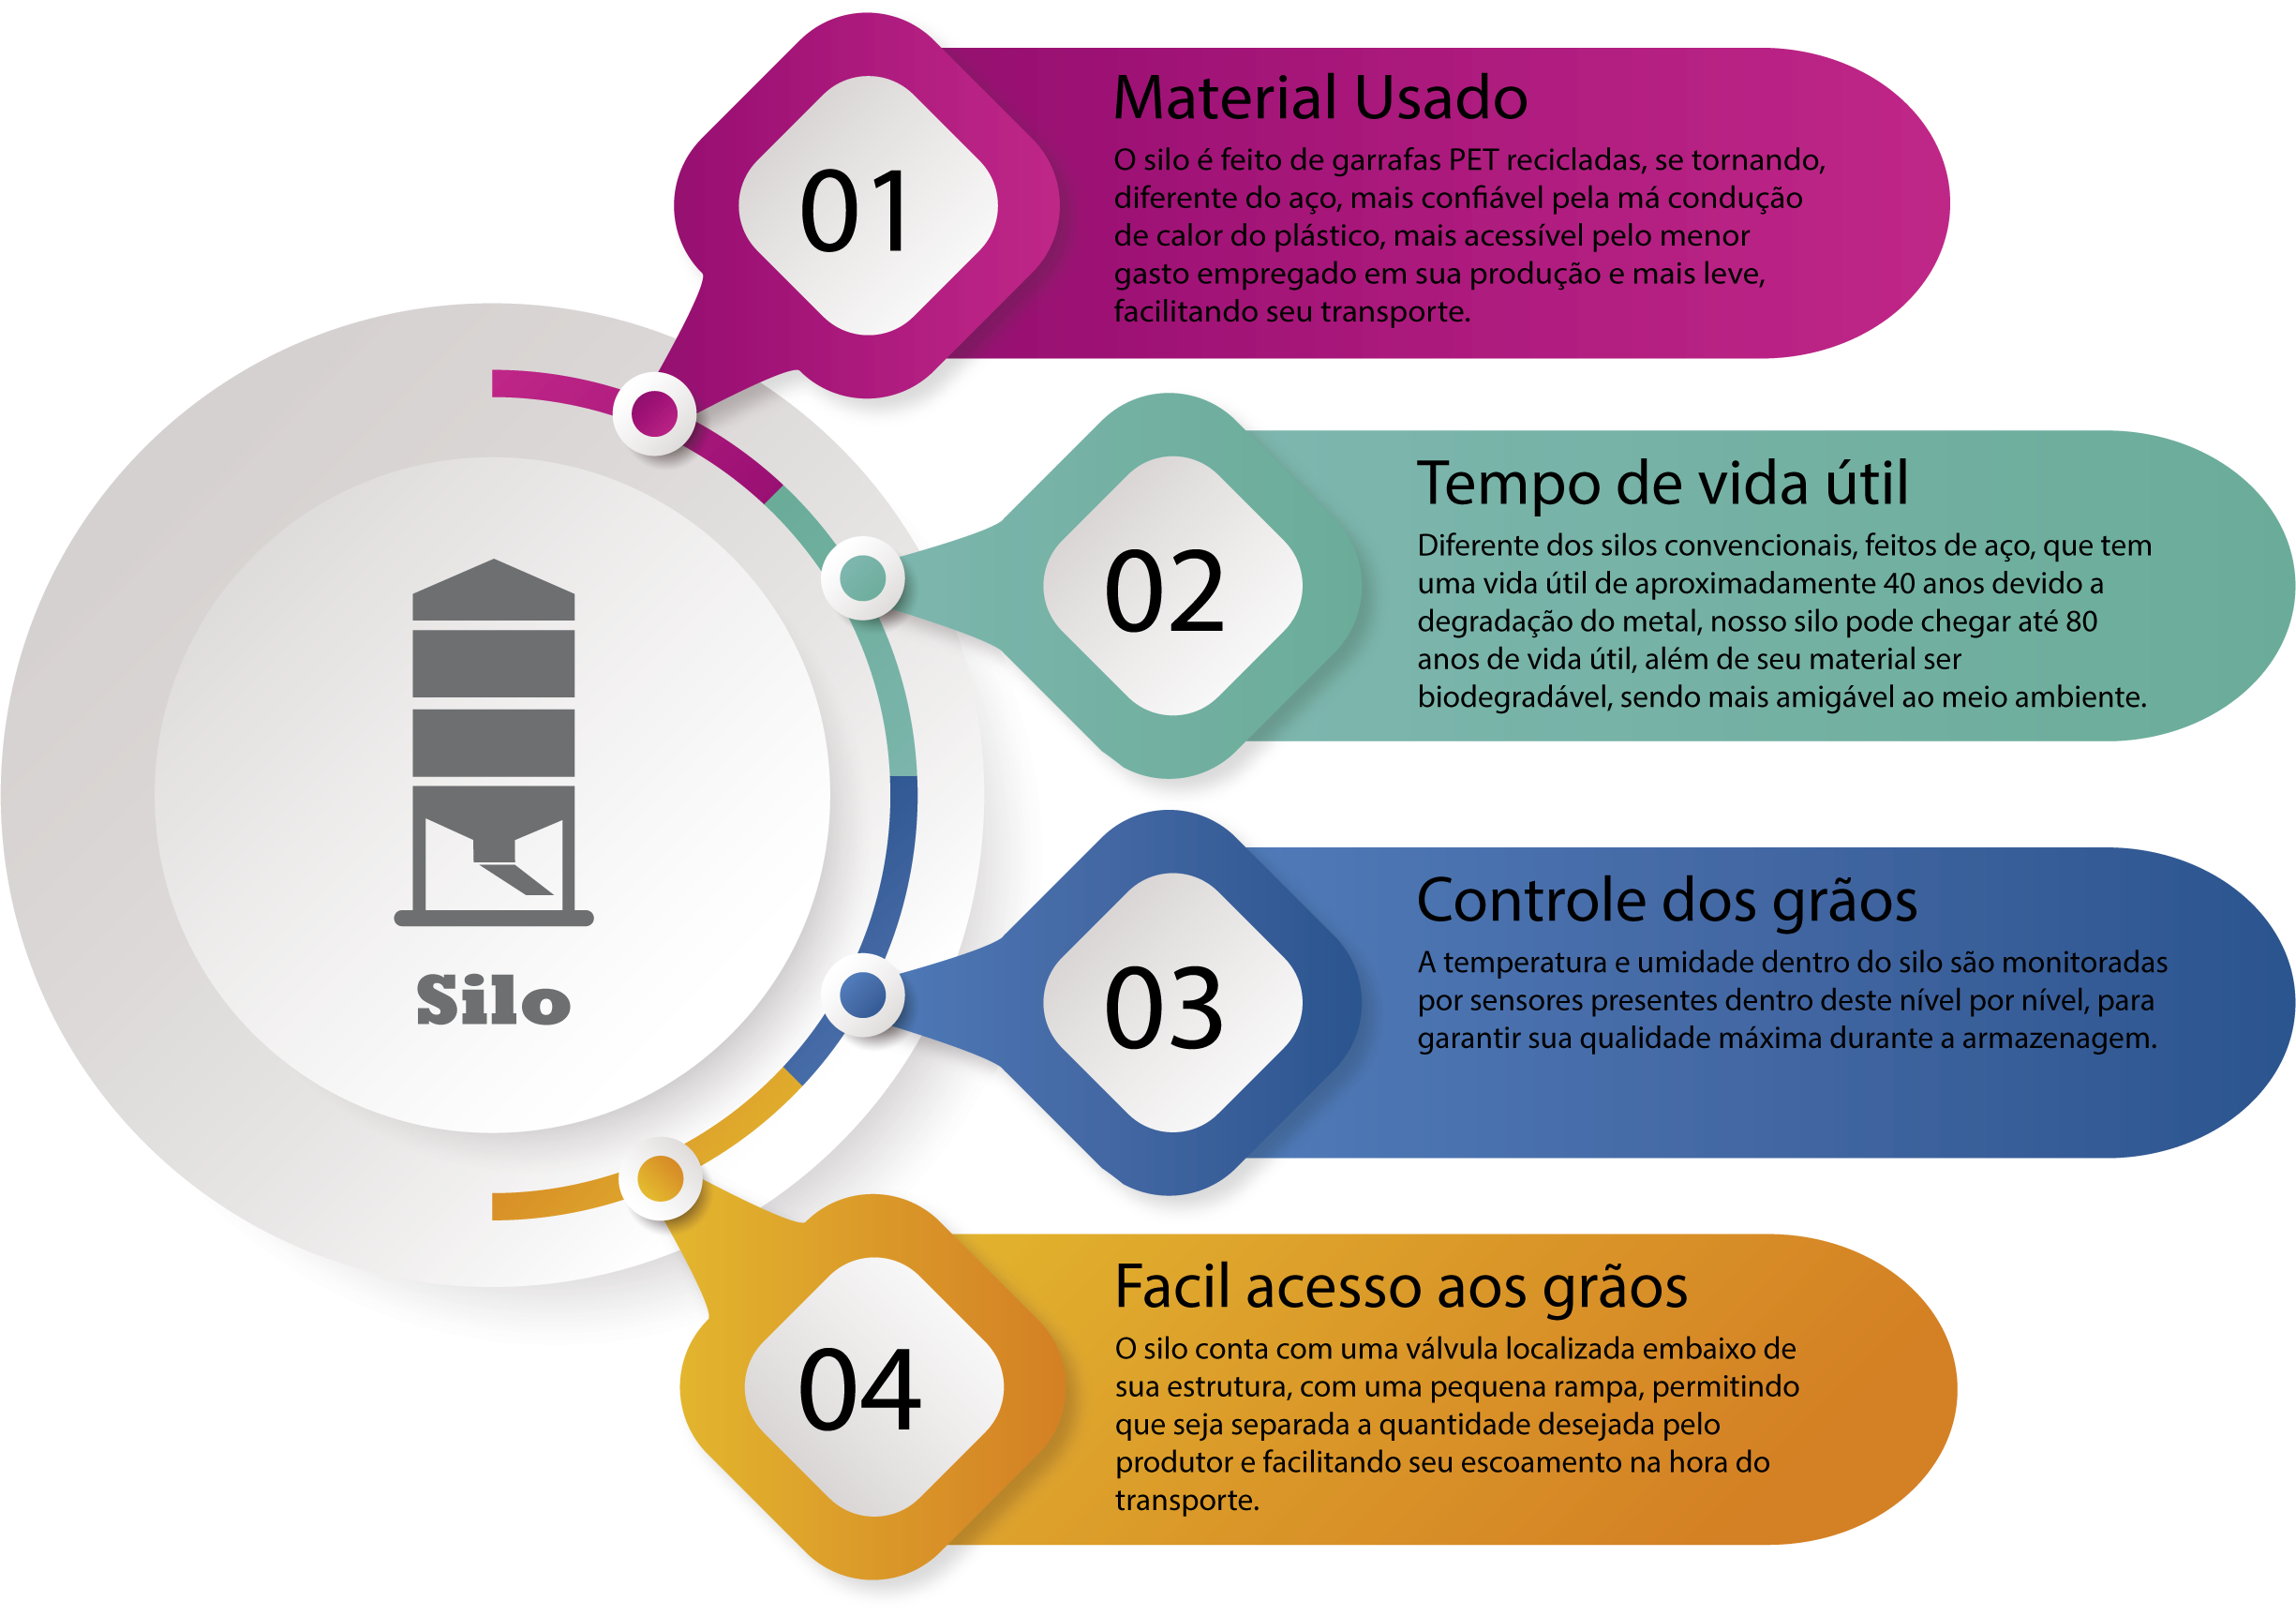 01
Material Usado
O silo é feito de garrafas PET recicladas, se tornando,
diferente do aço, mais confiável pela má condução
de calor do plástico, mais acessível pelo menor
gasto empregado em sua produção e mais leve,
facilitando seu transporte.
02
Tempo de vida útil
Diferente dos silos convencionais, feitos de aço, que tem
uma vida útil de aproximadamente 40 anos devido a
degradação do metal, nosso silo pode chegar até 80
anos de vida útil, além de seu material ser
biodegradável, sendo mais amigável ao meio ambiente.
Silo
03
Controle dos grãos
A temperatura e umidade dentro do silo são monitoradas
por sensores presentes dentro deste nível por nível, para
garantir sua qualidade máxima durante a armazenagem.
04
Facil acesso aos grãos
O silo conta com uma válvula localizada embaixo de
sua estrutura, com uma pequena rampa, permitindo
que seja separada a quantidade desejada pelo
produtor e facilitando seu escoamento na hora do
transporte.